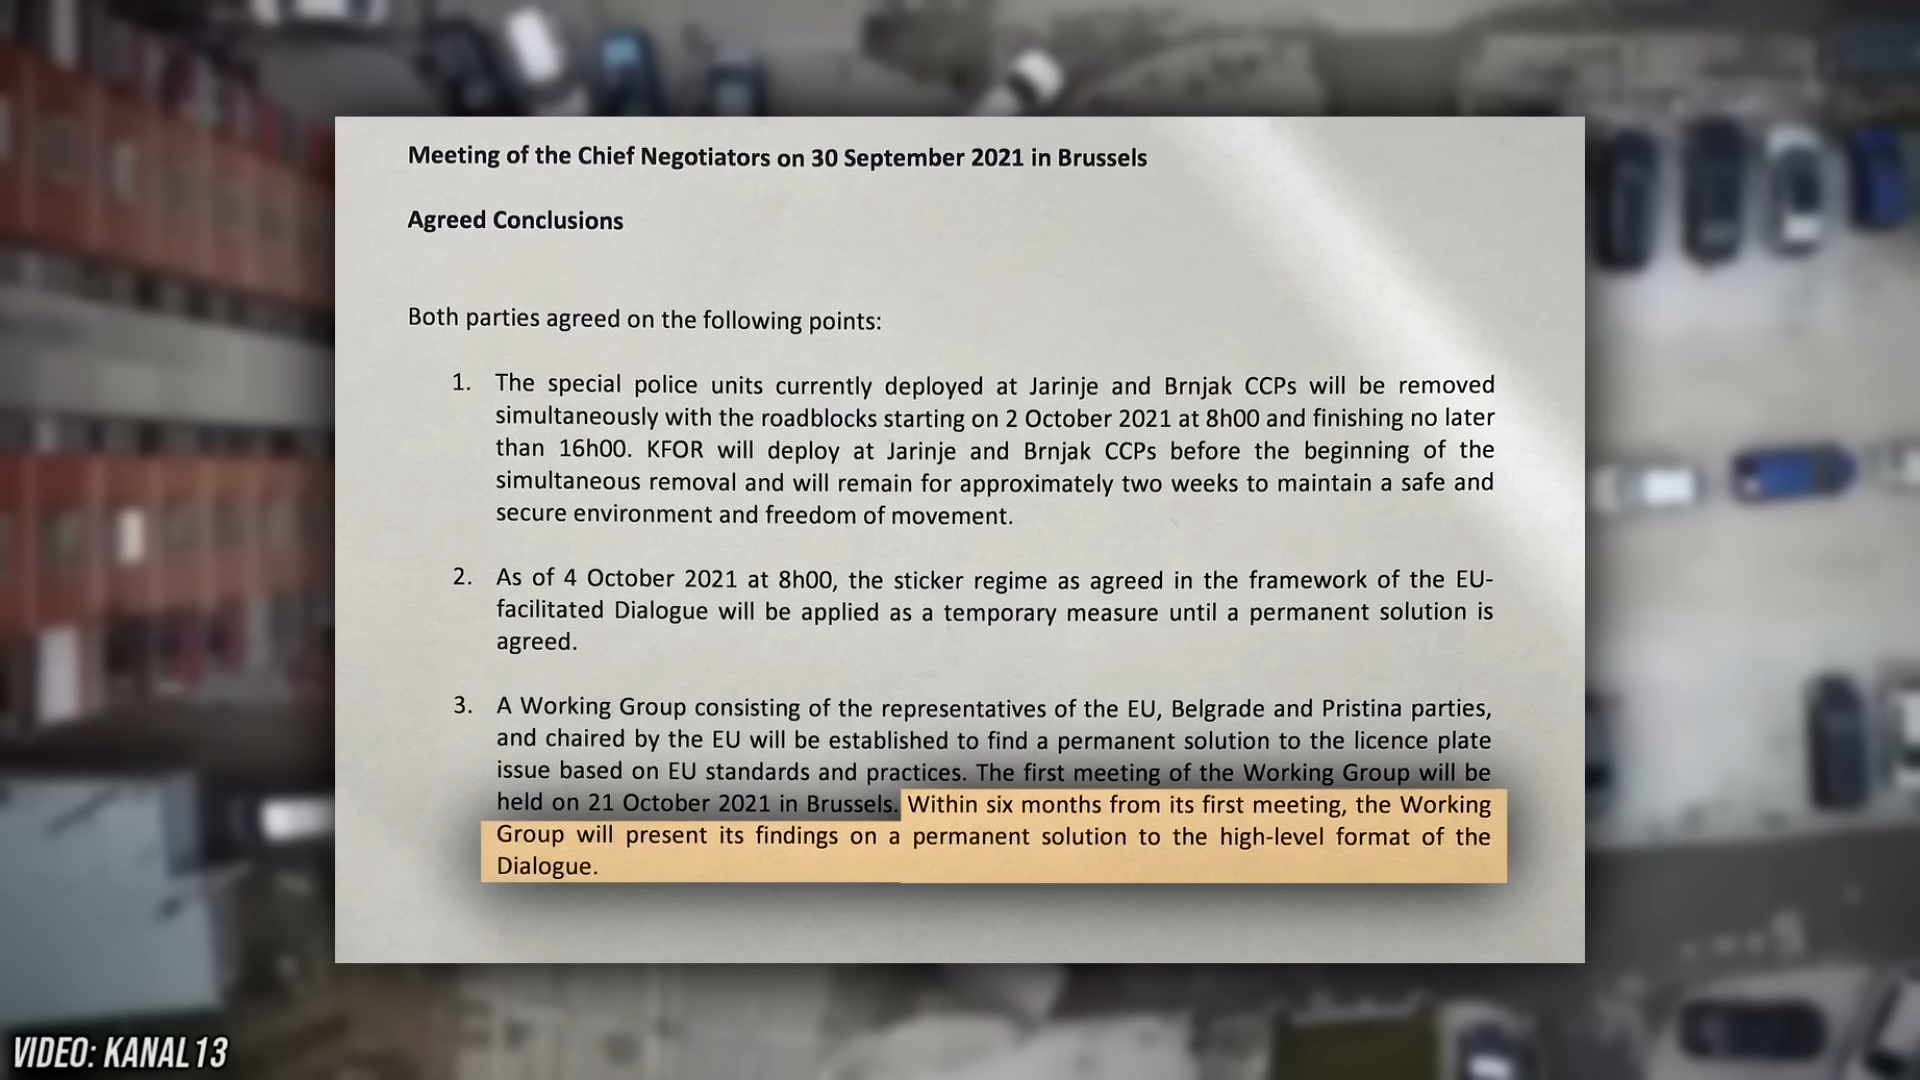 Meeting of the Chief Negotiators on 30 September 2021 in Brussels
Agreed Conclusions
Both parties agreed on the following points:
1. The special police units currently deployed at Jarinje and Brnjak CCPs will be removed
simultaneously with the roadblocks starting on 2 October 2021 at 8h00 and finishing no later
than 16h00. KFOR will deploy at Jarinje and Brnjak CCPs before the beginning of the
simultaneous removal and will remain for approximately two weeks to maintain a safe and
secure environment and freedom of movement.
2. As of 4 October 2021 at 8h00, the sticker regime as agreed in the framework of the EU-
facilitated Dialogue will be applied as a temporary measure until a permanent solution is
agreed.
3. A Working Group consisting of the representatives of the EU, Belgrade and Pristina parties,
and chaired by the EU will be established to find a permanent solution to the licence plate
issue based on EU standards and practices. The first meeting of the Working Group will be
held on 21 October 2021 in Brussels. Within six months from its first meeting, the Working
Group will present its findings on a permanent solution to the high-level format of the
Dialogue.
VIDEO: KANAL13